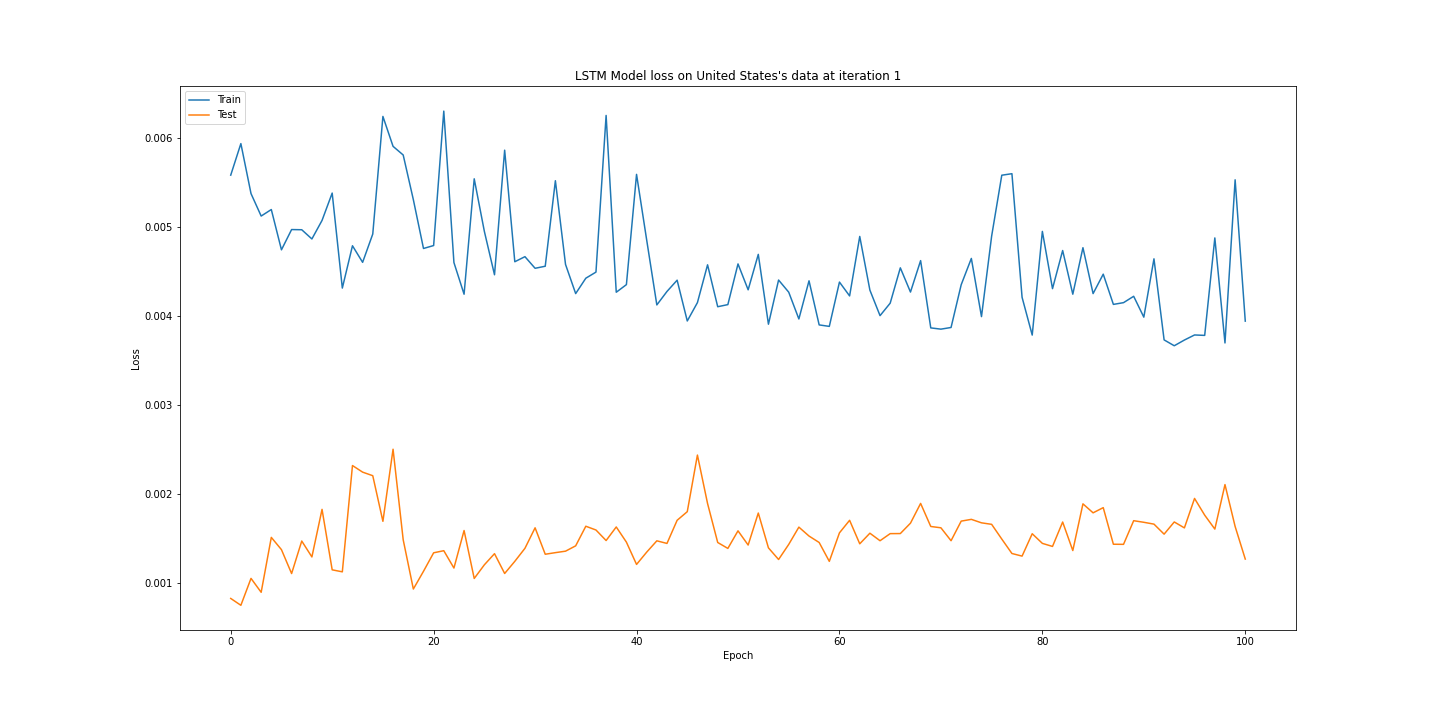 LSTM Model loss on United States's data at iteration 1
Train
Test
0.006
0.005
0.004
0.003
0.002
0.001
Loss
0 20 40 60 80 100
Epoch